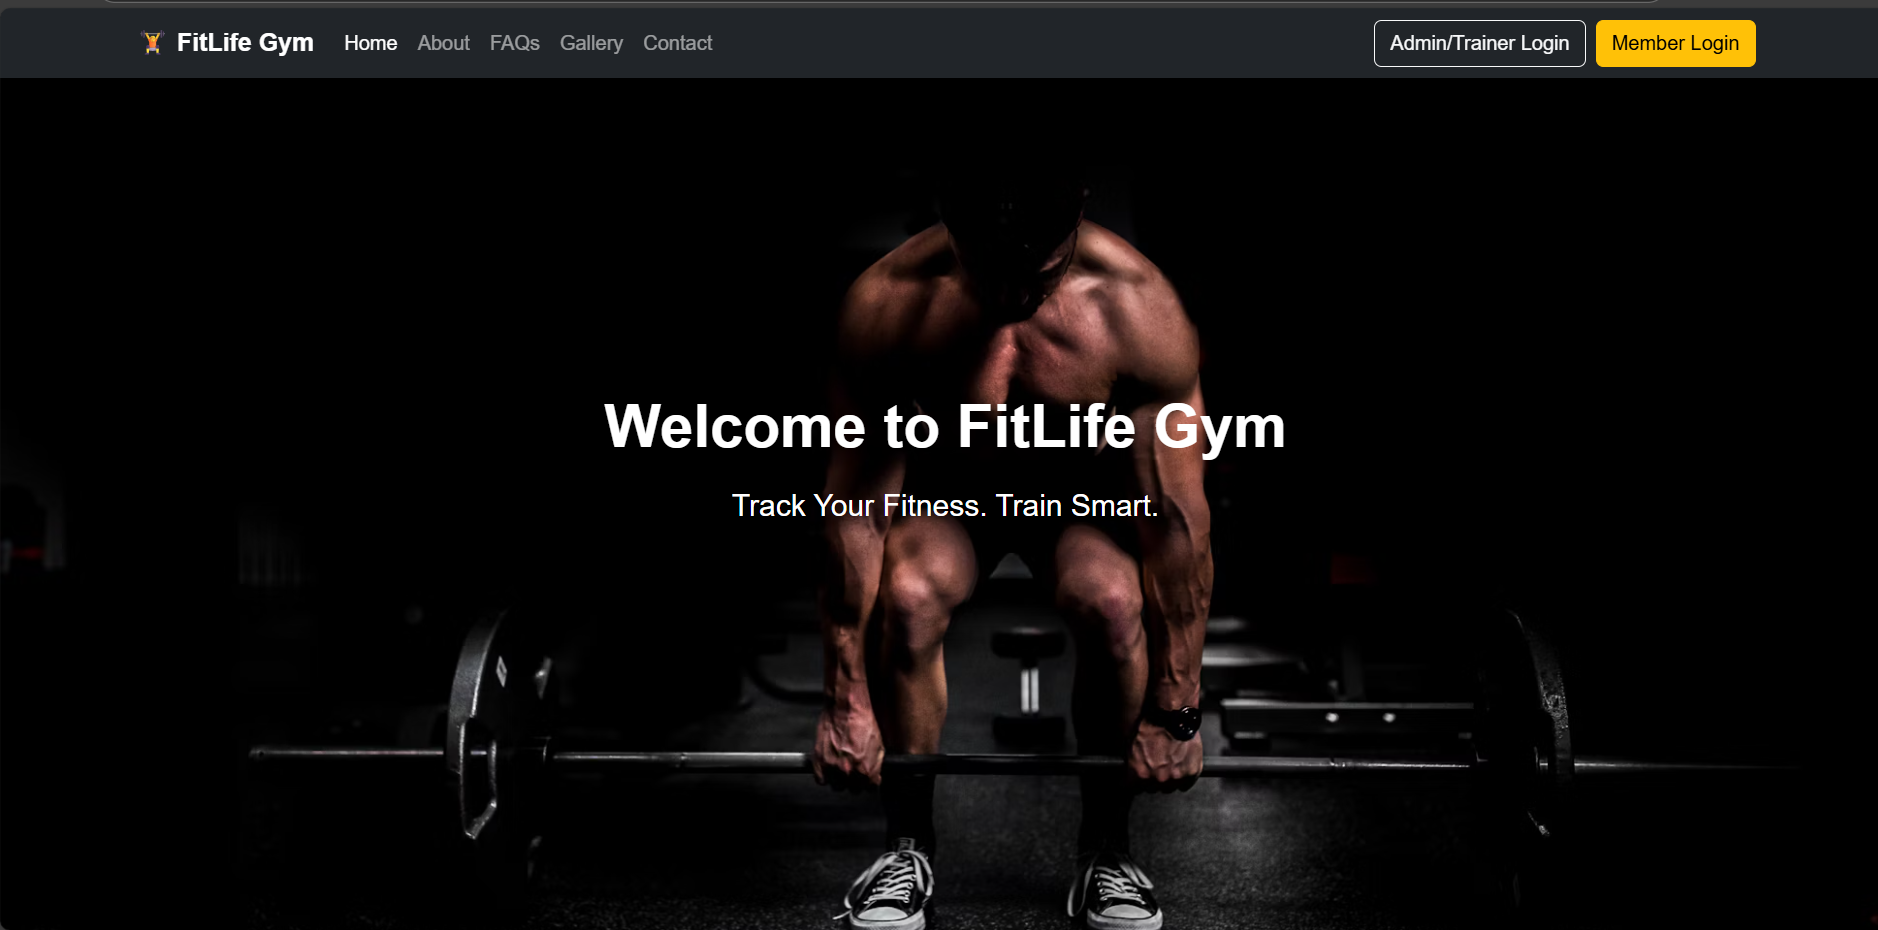 FitLife Gym Home About FAQs Gallery Contact Admin/Trainer Login Member Login
Welcome to FitLife Gym
Track Your Fitness. Train Smart.